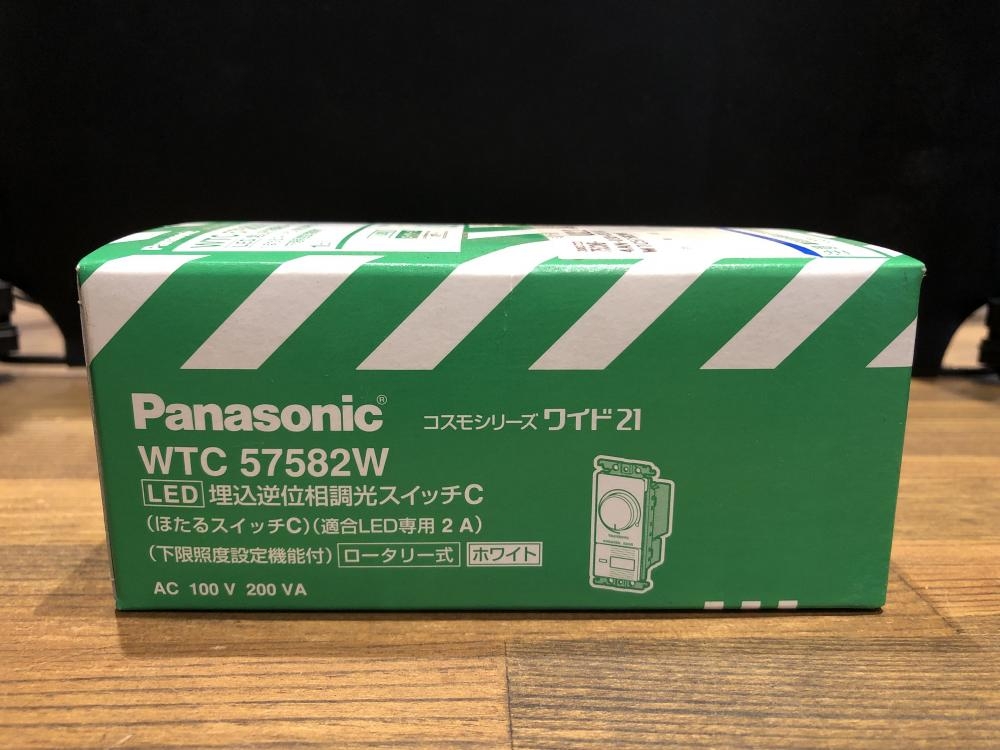 Panasonic® コスモシリーズ ワイド21
WTC 57582W
LED 埋込逆位相調光スイッチC
(ほたるスイッチC)(適合LED専用 2 A)
(下限照度設定機能付) ロータリー式 ホワイト
AC 100 V 200 VA